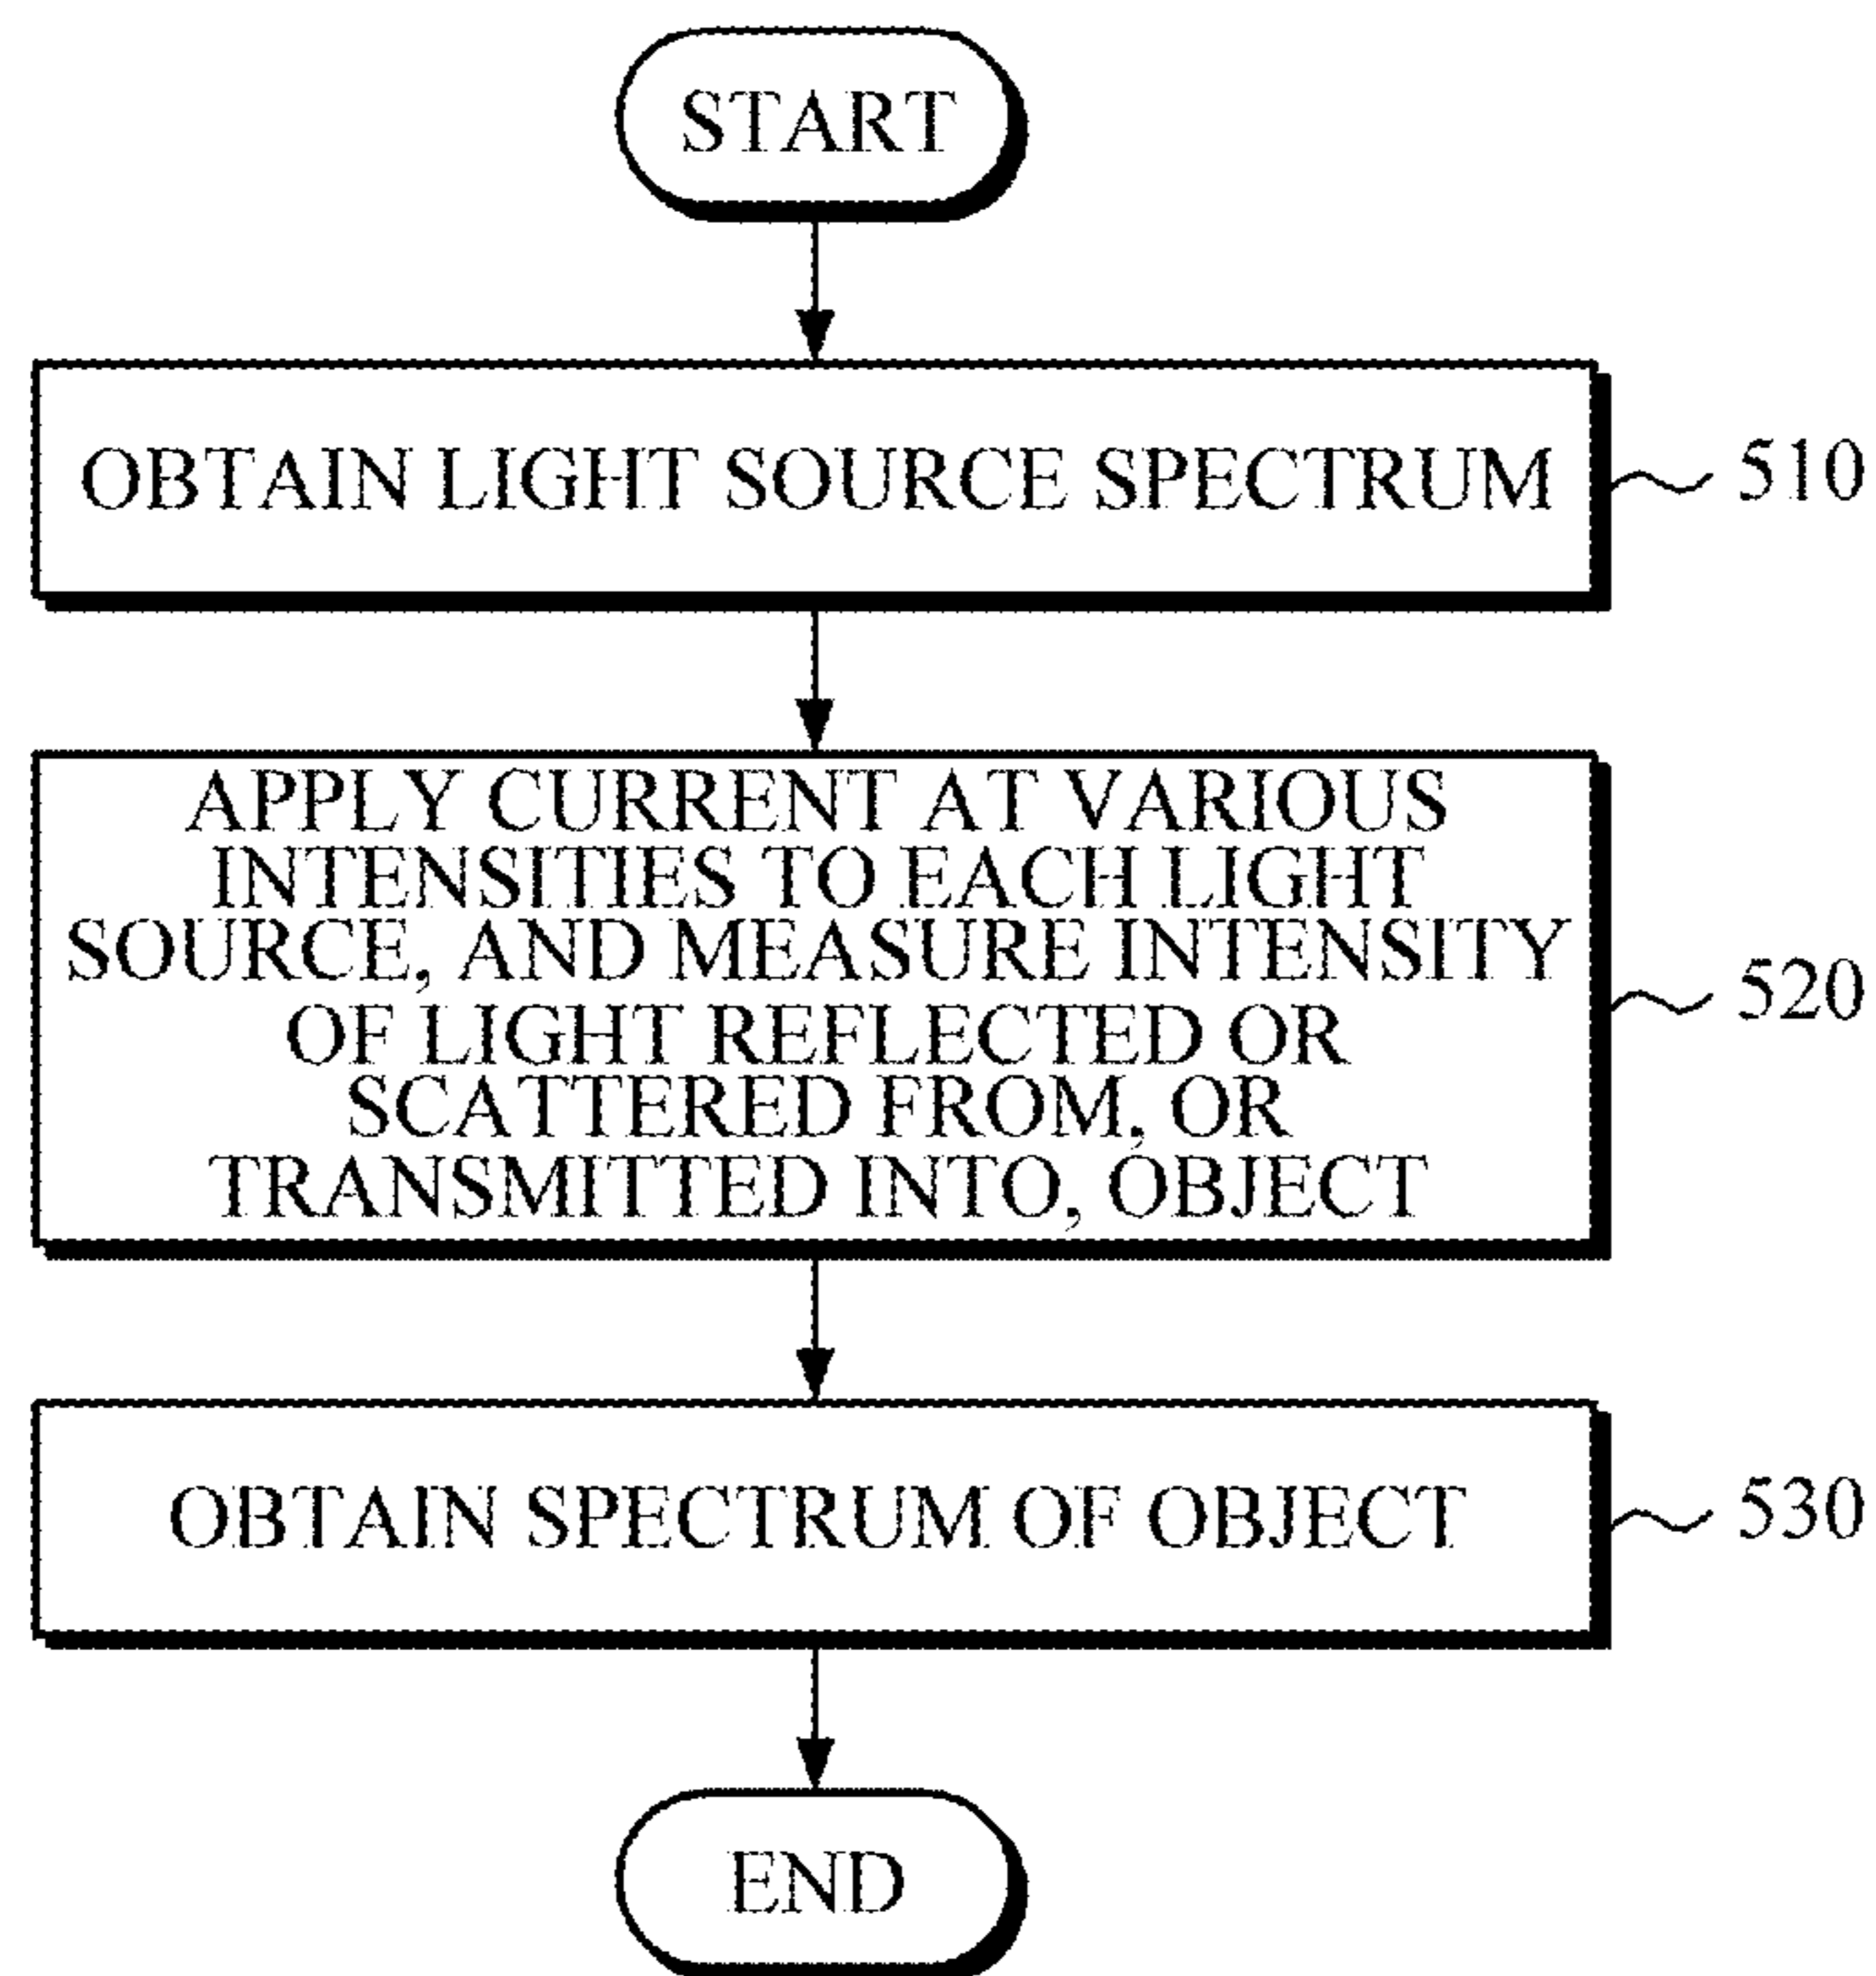 START
OBTAIN LIGHT SOURCE SPECTRUM
510
APPLY CURRENT AT VARIOUS
INTENSITIES TO EACH LIGHT
SOURCE, AND MEASURE INTENSITY
OF LIGHT REFLECTED OR
SCATTERED FROM, OR
TRANSMITTED INTO, OBJECT
520
OBTAIN SPECTRUM OF OBJECT
530
END